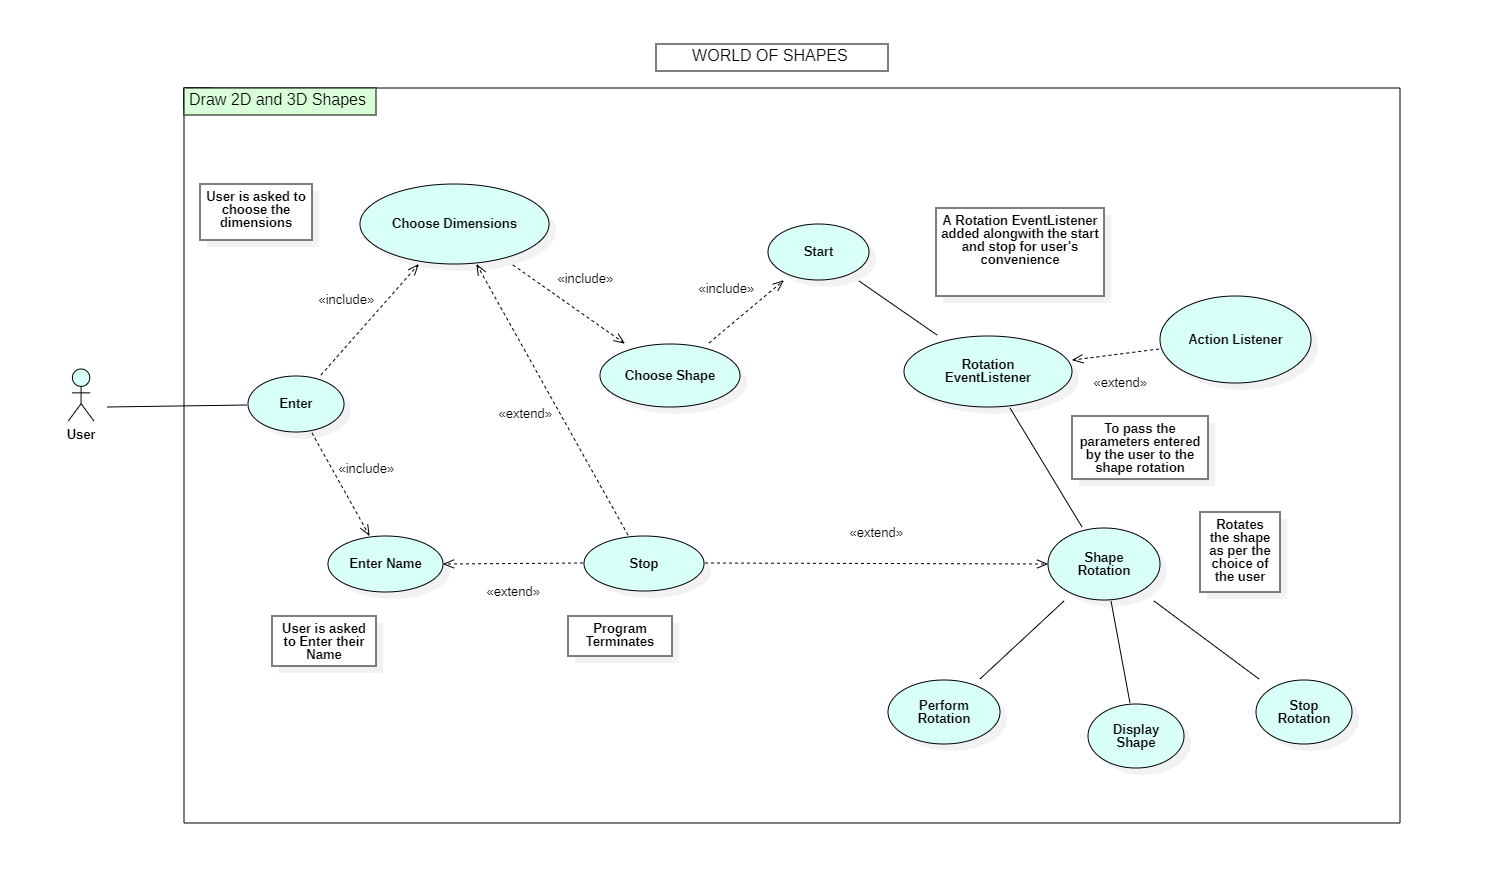 WORLD OF SHAPES
Draw 2D and 3D Shapes
User is asked to
choose the
dimensions
Choose Dimensions
Start
A Rotation EventListener
added alongwith the start
and stop for user's
convenience
«include»
«include»
«include»
Action Listener
Choose Shape
Rotation
EventListener
«extend»
Enter
User
«extend»
To pass the
parameters entered
by the user to the
shape rotation
«include»
Enter Name
«extend»
Stop
«extend»
Shape
Rotation
Rotates
the shape
as per the
choice of
the user
User is asked
to Enter their
Name
Program
Terminates
Perform
Rotation
Display
Shape
Stop
Rotation